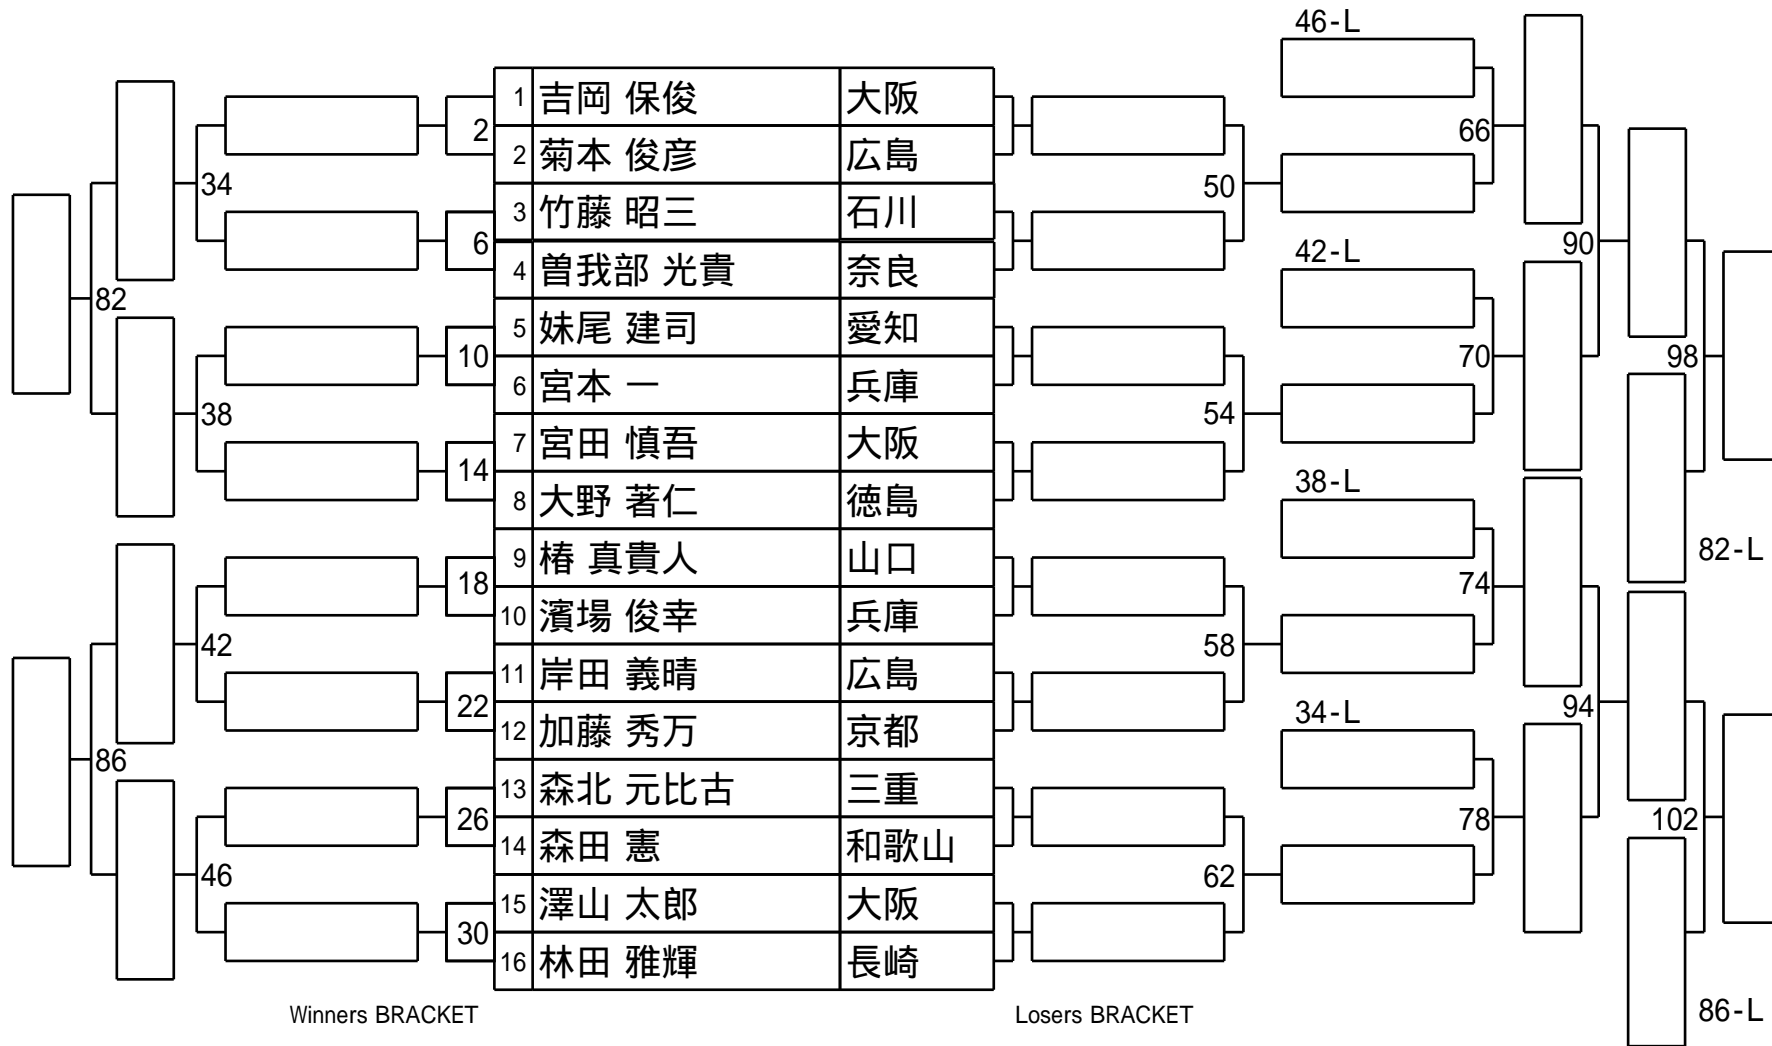 46-L
1 吉岡 保俊 大阪
2
66
2 菊本 俊彦 広島
34
50
3 竹藤 昭三 石川
6
90
42-L
4 曽我部 光貴 奈良
82
5 妹尾 建司 愛知
10
70
98
6 宮本 一 兵庫
38
54
7 宮田 慎吾 大阪
14
38-L
8 大野 著仁 徳島
9 椿 真貴人 山口
82-L
18
74
10 濱場 俊幸 兵庫
42
58
11 岸田 義晴 広島
22
34-L
94
12 加藤 秀万 京都
86
13 森北 元比古 三重
26
78
102
14 森田 憲 和歌山
46
62
15 澤山 太郎 大阪
30
16 林田 雅輝 長崎
Winners BRACKET
Losers BRACKET
86-L